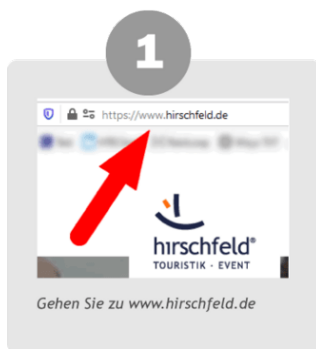 1
https://www.hirschfeld.de
hirschfeld®
TOURISTIK - EVENT
Gehen Sie zu www.hirschfeld.de